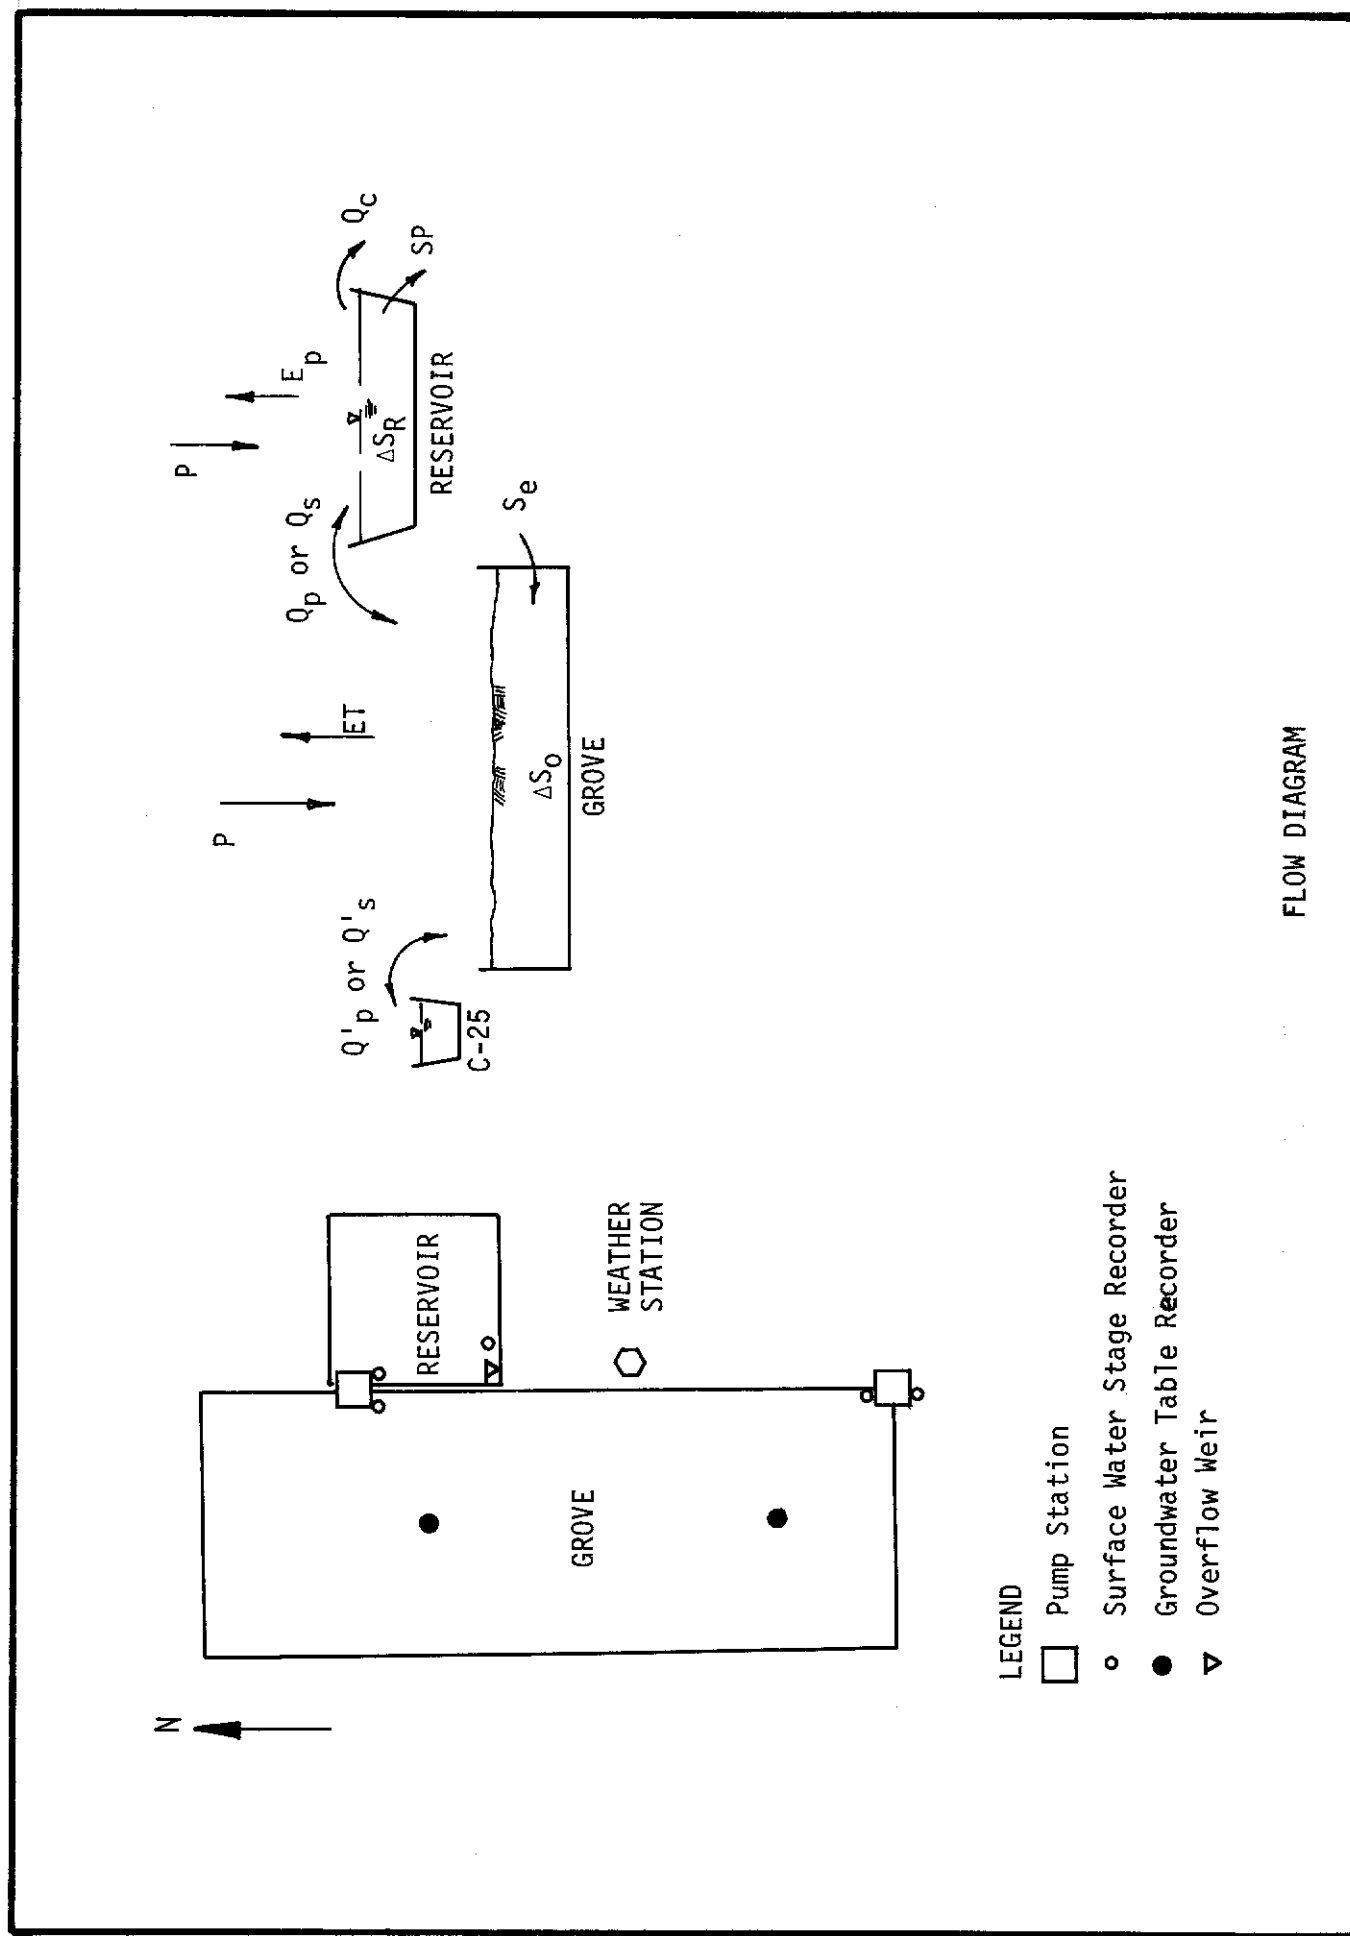 N
GROVE
RESERVOIR
WEATHER
STATION
LEGEND
Pump Station
Surface Water Stage Recorder
Groundwater Table Recorder
Overflow Weir
Q'p or Q's
C-25
P
ET
ΔSo
GROVE
Qp or Qs
Se
P
Ep
ΔSR
RESERVOIR
Qc
SP
FLOW DIAGRAM